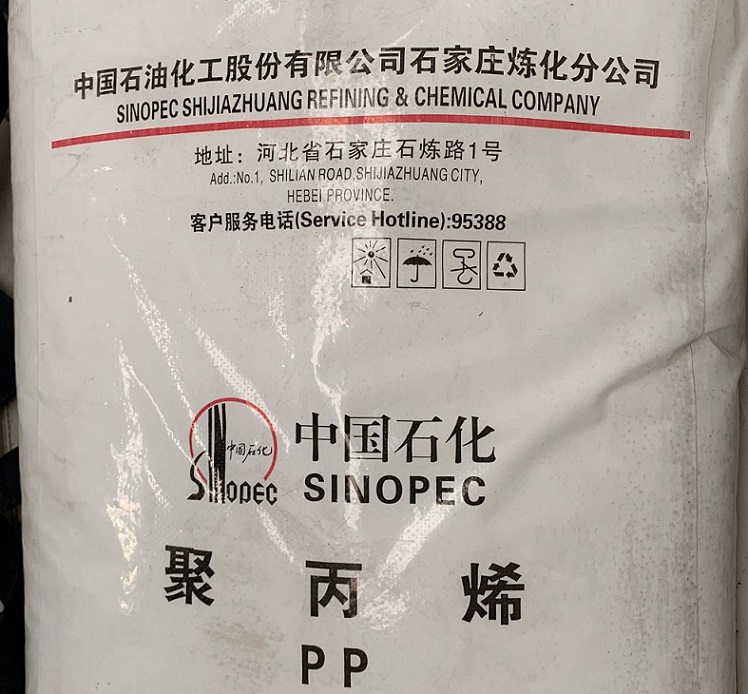 中国石油化工股份有限公司石家庄炼化分公司
SINOPEC SHIJIAZHUANG REFINING & CHEMICAL COMPANY
地址：河北省石家庄石炼路1号
Add.:No.1, SHILIAN ROAD,SHIJIAZHUANG CITY,
HEBEI PROVINCE.
客户服务电话(Service Hotline):95388
中国石化
SINOPEC
中国石化
SINOPEC
聚丙烯
PP